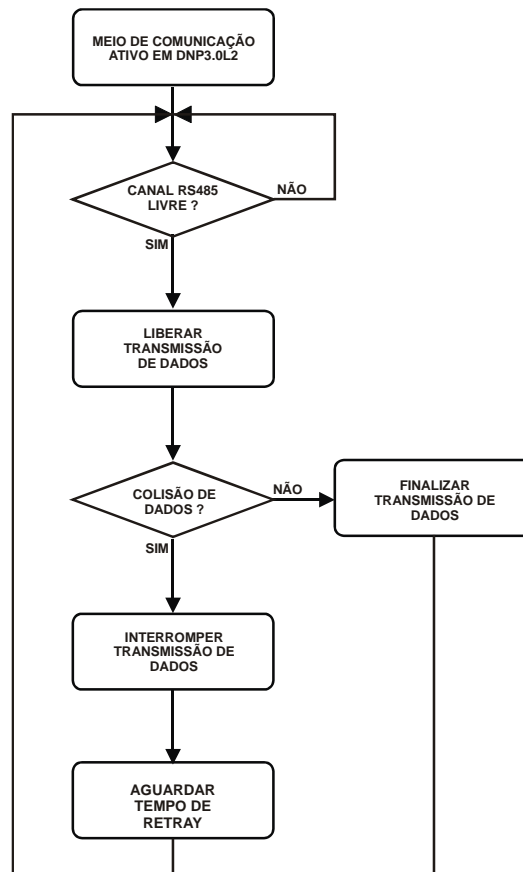 MEIO DE COMUNICAÇÃO
ATIVO EM DNP3.0L2
CANAL RS485
LIVRE ?
NÃO
SIM
LIBERAR
TRANSMISSÃO
DE DADOS
COLISÃO DE
DADOS ?
NÃO
FINALIZAR
TRANSMISSÃO DE
DADOS
SIM
INTERROMPER
TRANSMISSÃO DE
DADOS
AGUARDAR
TEMPO DE
RETRAY